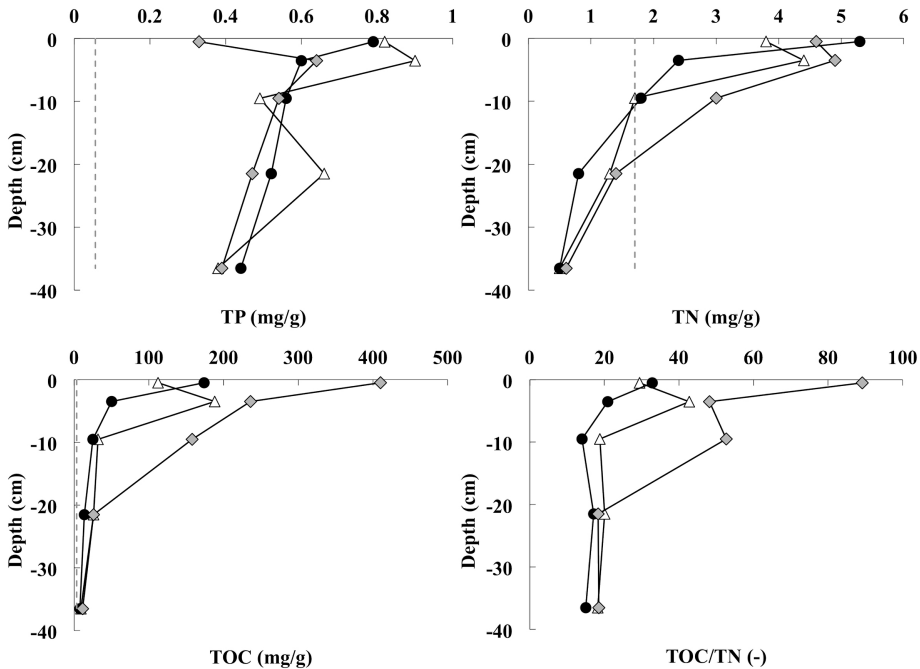 0 0.2 0.4 0.6 0.8 1
0
-10
-20
-30
-40
Depth (cm)
TP (mg/g)
0 1 2 3 4 5 6
0
-10
-20
-30
-40
Depth (cm)
TN (mg/g)
0 100 200 300 400 500
0
-10
-20
-30
-40
Depth (cm)
TOC (mg/g)
0 20 40 60 80 100
0
-10
-20
-30
-40
Depth (cm)
TOC/TN (-)